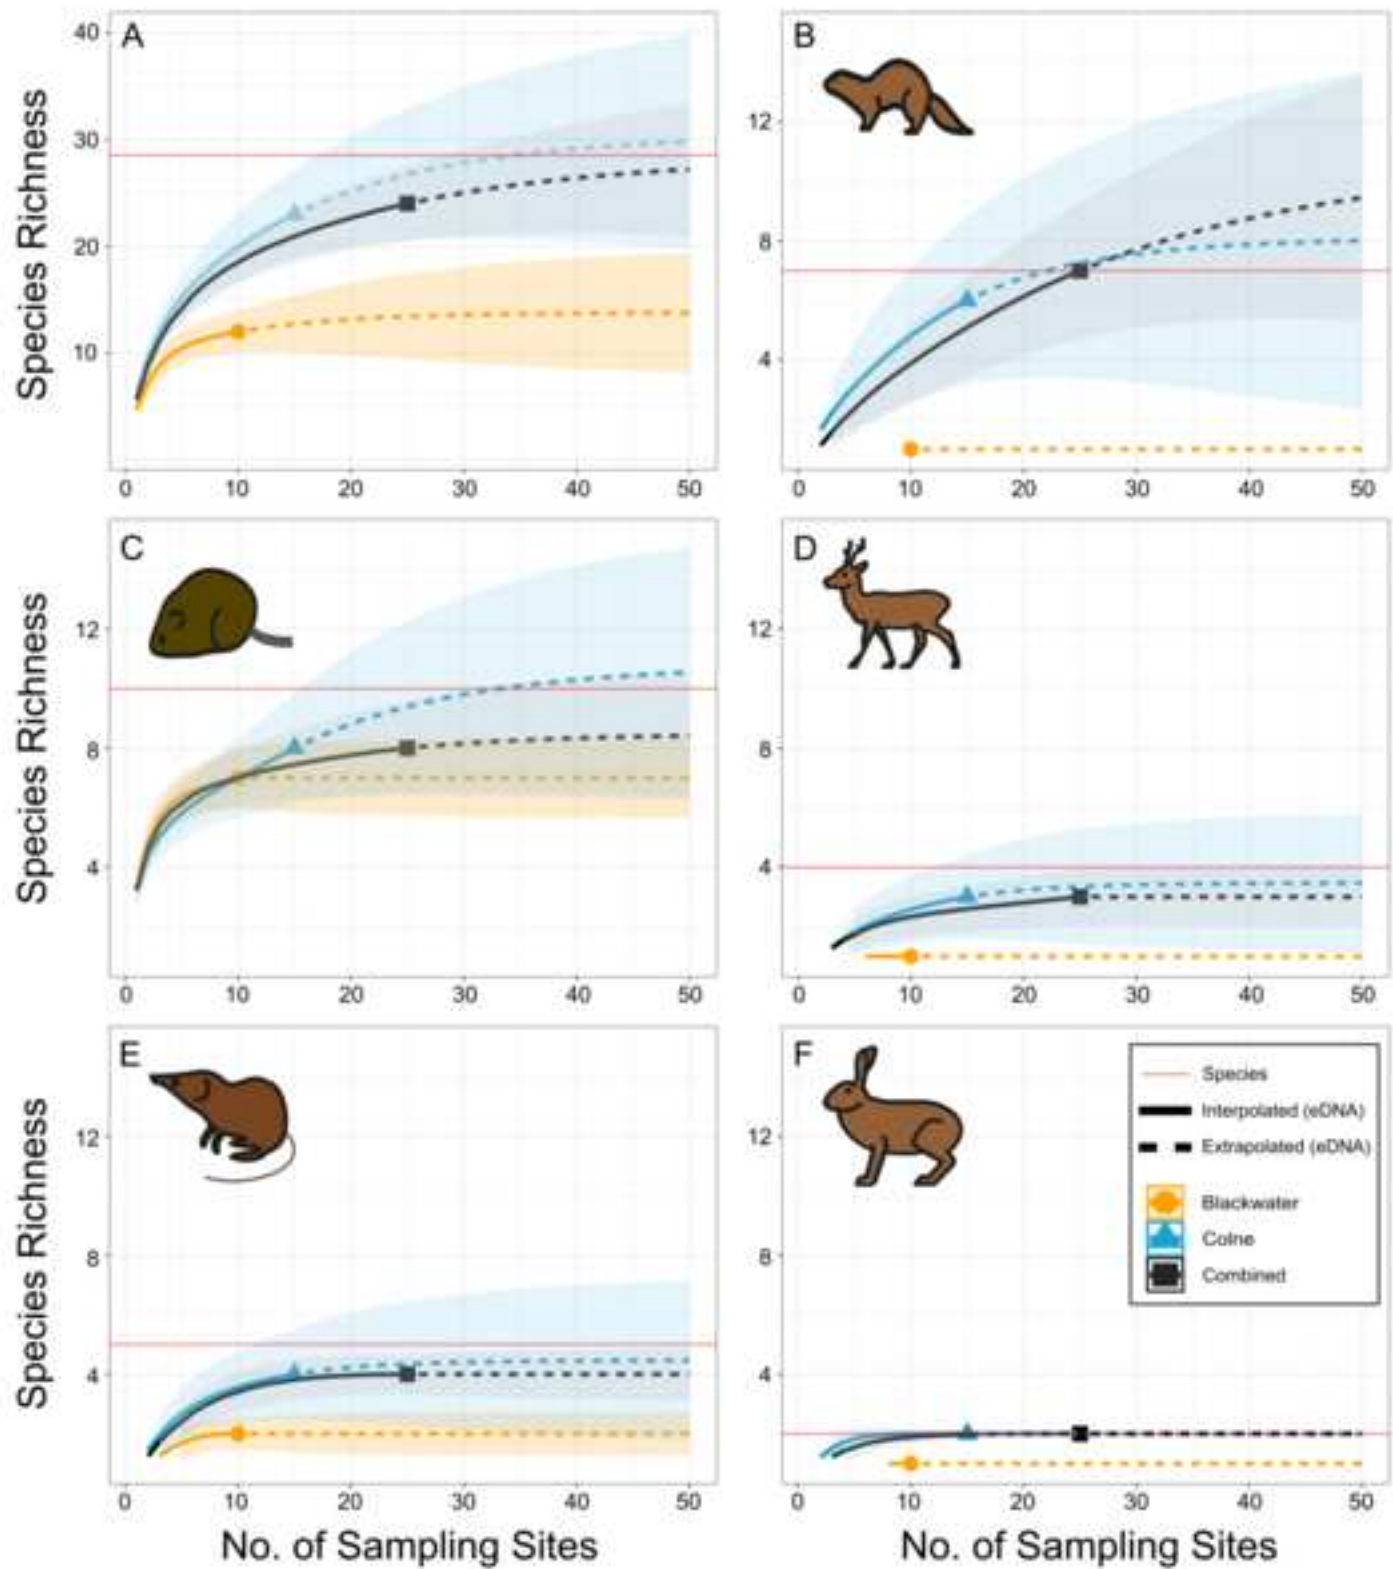 A
Species Richness
40
30
20
10
0 10 20 30 40 50
B
12
8
4
0 10 20 30 40 50
C
Species Richness
12
8
4
0 10 20 30 40 50
D
12
8
4
0 10 20 30 40 50
E
Species Richness
12
8
4
0 10 20 30 40 50
No. of Sampling Sites
F
12
8
4
0 10 20 30 40 50
No. of Sampling Sites
Species
Interpolated (eDNA)
Extrapolated (eDNA)
Blackwater
Colne
Combined